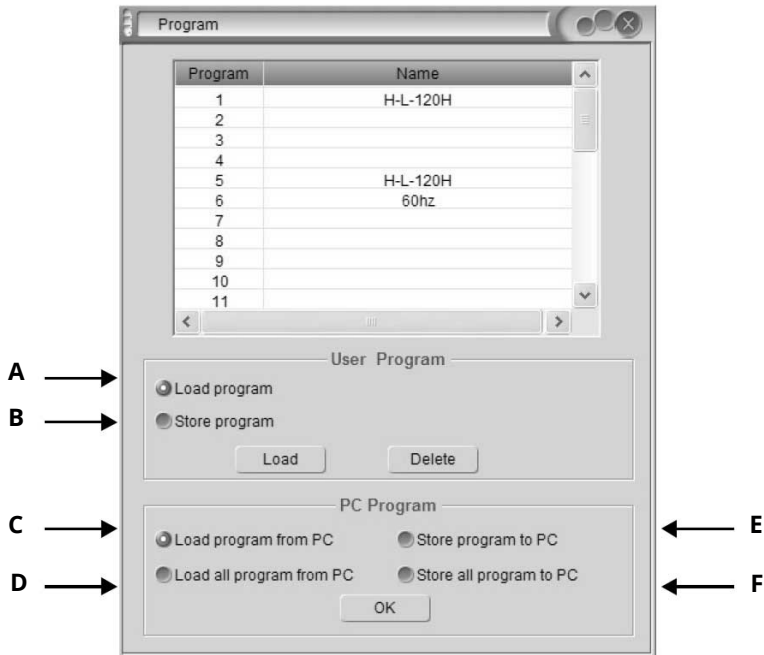 Program
Program Name
1 H-L-120H
2
3
4
5 H-L-120H
6 60hz
7
8
9
10
11
User Program
A Load program
B Store program
Load Delete
PC Program
C Load program from PC Store program to PC E
D Load all program from PC Store all program to PC F
OK